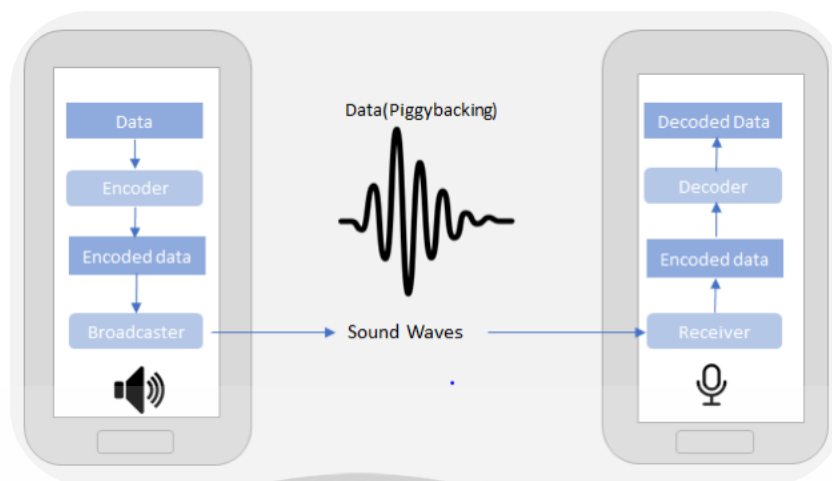 Data
Encoder
Encoded data
Broadcaster
Data(Piggybacking)
Sound Waves
Decoded Data
Decoder
Encoded data
Receiver